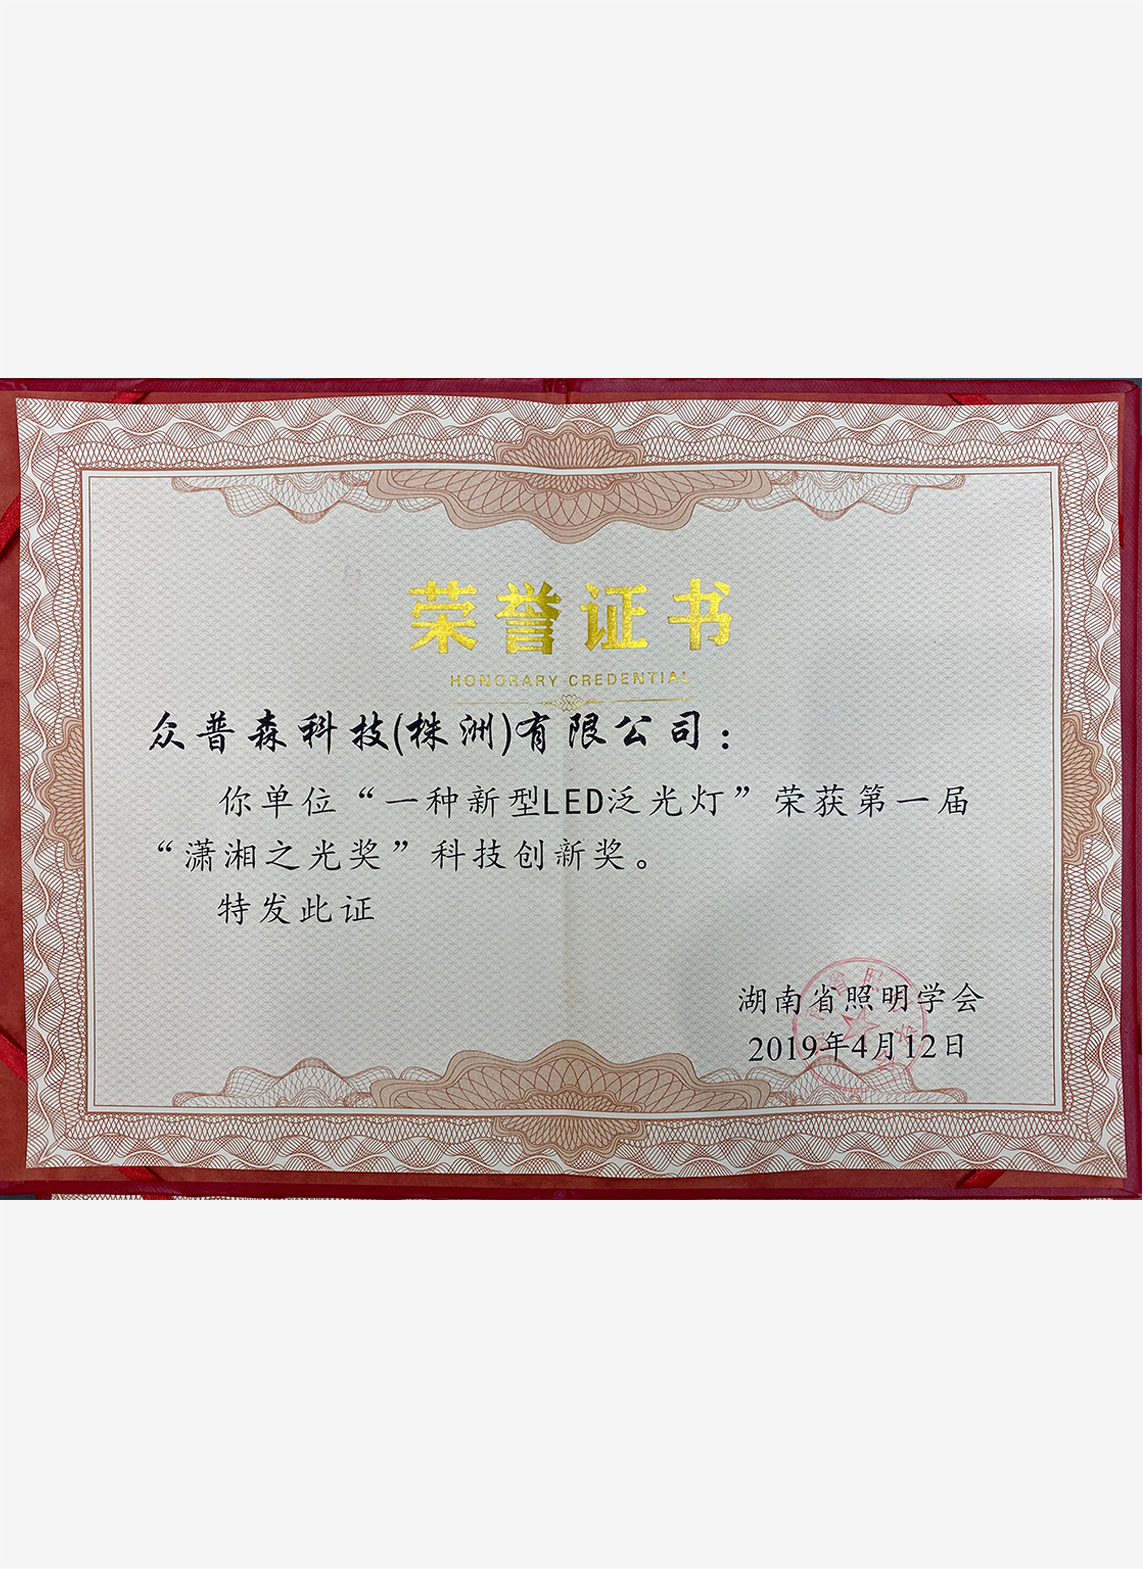 荣誉证书
HONORARY CREDENTIAL
众普森科技(株洲)有限公司：
你单位“一种新型LED泛光灯”荣获第一届
“潇湘之光奖”科技创新奖。
特发此证
湖南省照明学会
2019年4月12日